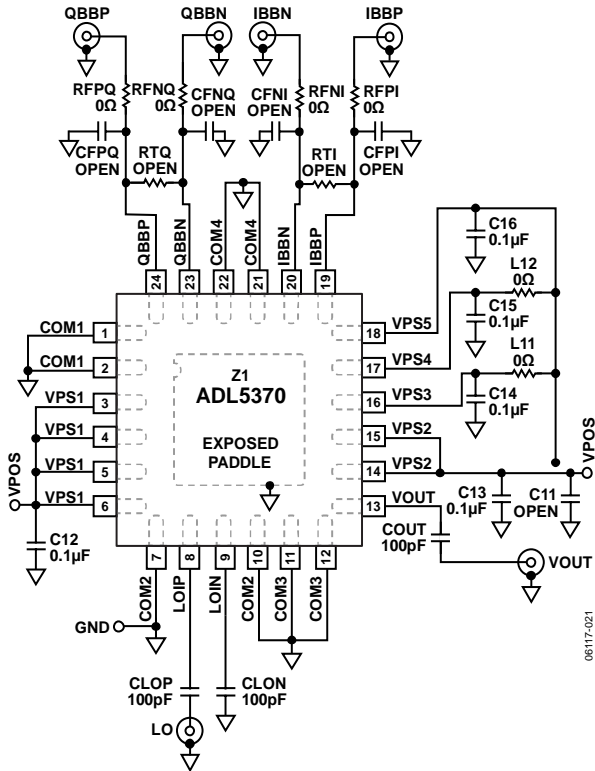 QBBP
QBBN
IBBN
IBBP
RFPQ
0Ω
RFNQ
0Ω
CFNQ
OPEN
CFNI
OPEN
RFNI
0Ω
RFPI
0Ω
CFPQ
OPEN
RTQ
OPEN
RTI
OPEN
CFPI
OPEN
QBBP
QBBN
COM4
COM4
IBBN
IBBP
24
23
22
21
20
19
C16
0.1µF
L12
0Ω
C15
0.1µF
L11
0Ω
C14
0.1µF
COM1
1
COM1
2
VPS1
3
VPS1
4
VPS1
5
VPS1
6
Z1
ADL5370
EXPOSED
PADDLE
18
VPS5
17
VPS4
16
VPS3
15
VPS2
14
VPS2
13
VOUT
VPOS
VPOS
C12
0.1µF
C13
0.1µF
C11
OPEN
COUT
100pF
VOUT
7
8
9
10
11
12
COM2
LOIP
LOIN
COM2
COM3
COM3
GND
CLOP
100pF
CLON
100pF
LO
06117-021